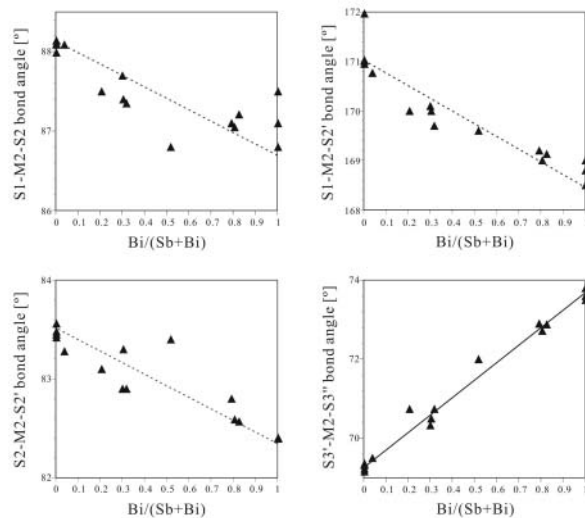 S1-M2-S2 bond angle [º]
88
87
86
0 0.1 0.2 0.3 0.4 0.5 0.6 0.7 0.8 0.9 1
Bi/(Sb+Bi)
S1-M2-S2' bond angle [º]
172
171
170
169
168
0 0.1 0.2 0.3 0.4 0.5 0.6 0.7 0.8 0.9 1
Bi/(Sb+Bi)
S2-M2-S2' bond angle [º]
84
83
82
0 0.1 0.2 0.3 0.4 0.5 0.6 0.7 0.8 0.9 1
Bi/(Sb+Bi)
S3'-M2-S3'' bond angle [º]
74
72
70
0 0.1 0.2 0.3 0.4 0.5 0.6 0.7 0.8 0.9 1
Bi/(Sb+Bi)